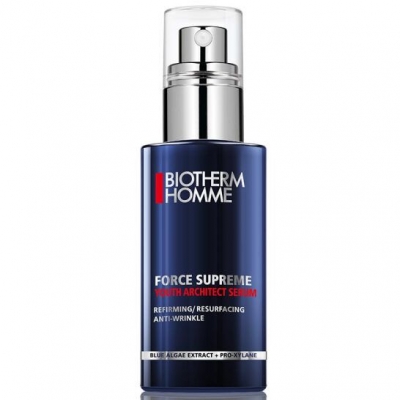 BIOTHERM
HOMME
FORCE SUPREME
YOUTH ARCHITECT SERUM
REFIRMING/RESURFACING
ANTI-WRINKLE
BLUE ALGAE EXTRACT + PRO-XYLANE